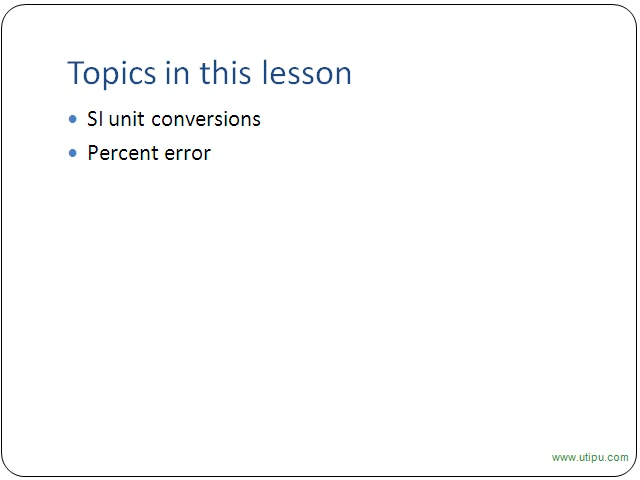 Topics in this lesson
SI unit conversions
Percent error
www.utipu.com